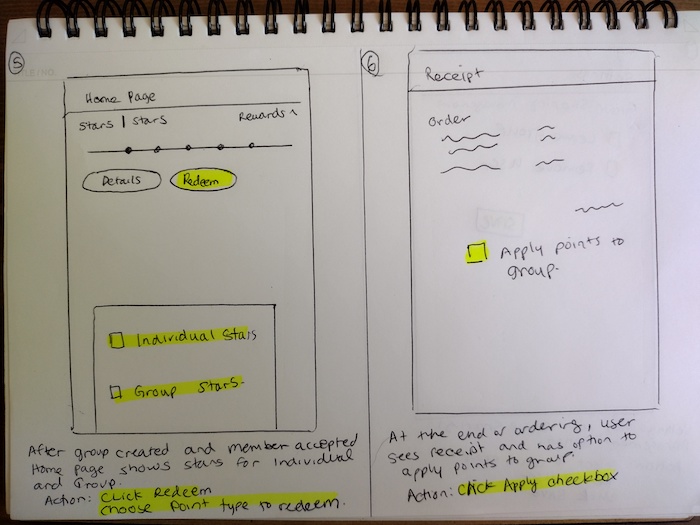 5
Home Page
Stars | Stars
Rewards ^
Details
Redeem
Individual Stars
Group Stars.
After group created and member accepted
Home page shows stars for Individual
and Group.
Action: Click Redeem
Choose Point type to redeem.
6
Receipt
Order
Apply points to
group.
At the end of ordering, user
sees receipt and has option to
apply points to group.
Action: Click Apply checkbox